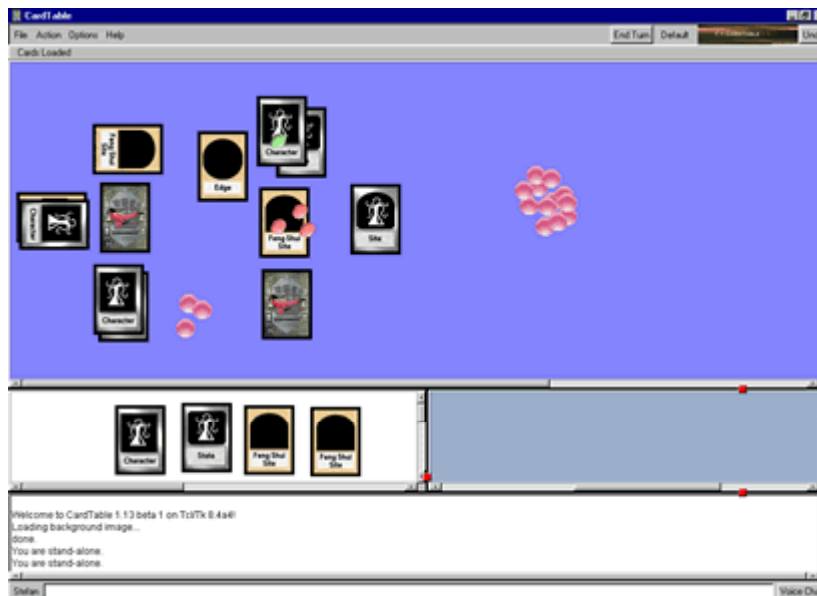 CardTable
File Action Options Help
End Turn Default Und
Cards Loaded
Feng Shui
Site
Edge
Character
Character
Feng Shui
Site
Site
Character
Character
State
Feng Shui
Site
Feng Shui
Site
Welcome to CardTable 1.13 beta 1 on Tcl/Tk 8.4a4!
Loading background image...
done.
You are stand-alone.
You are stand-alone.
Stefan
Voice Cha